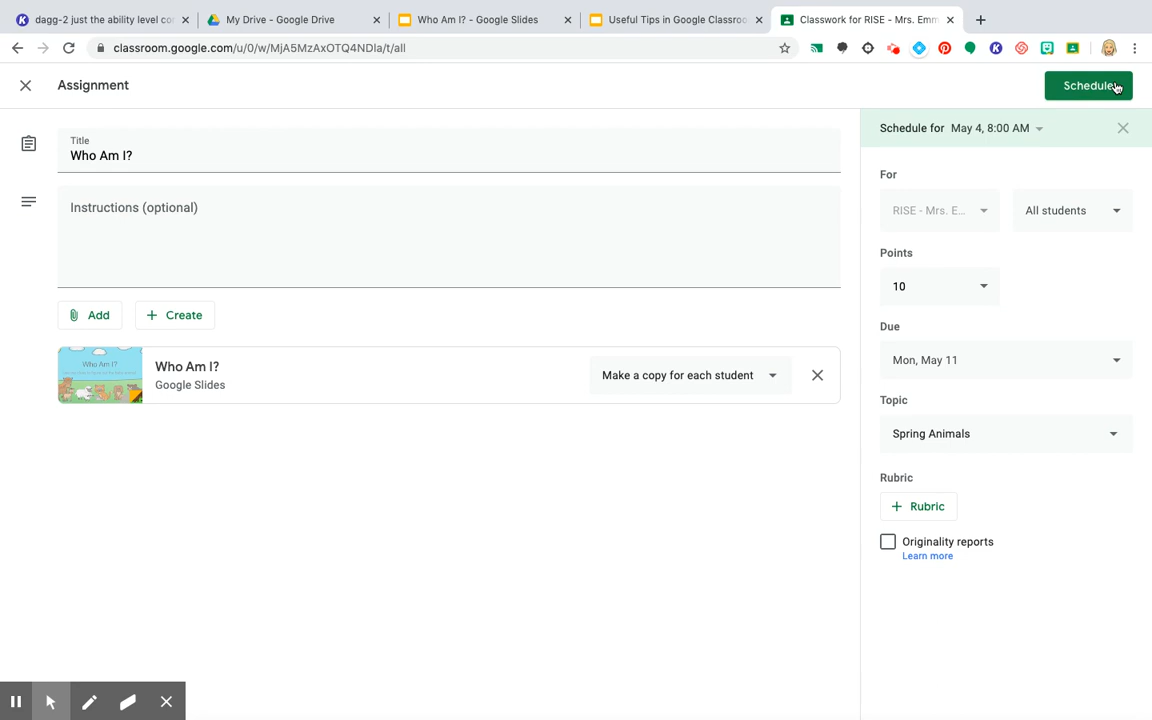 dagg-2 just the ability level co
My Drive - Google Drive
Who Am I? - Google Slides
Useful Tips in Google Classroo
Classwork for RISE - Mrs. Emm
classroom.google.com/u/0/w/MjA5MzAxOTQ4NDla/t/all
Assignment
Schedule
Title
Who Am I?
Schedule for May 4, 8:00 AM
Instructions (optional)
For
RISE - Mrs. E...
All students
Points
10
Add
Create
Due
Mon, May 11
Who Am I?
Who Am I?
Google Slides
Make a copy for each student
Topic
Spring Animals
Rubric
Rubric
Originality reports
Learn more